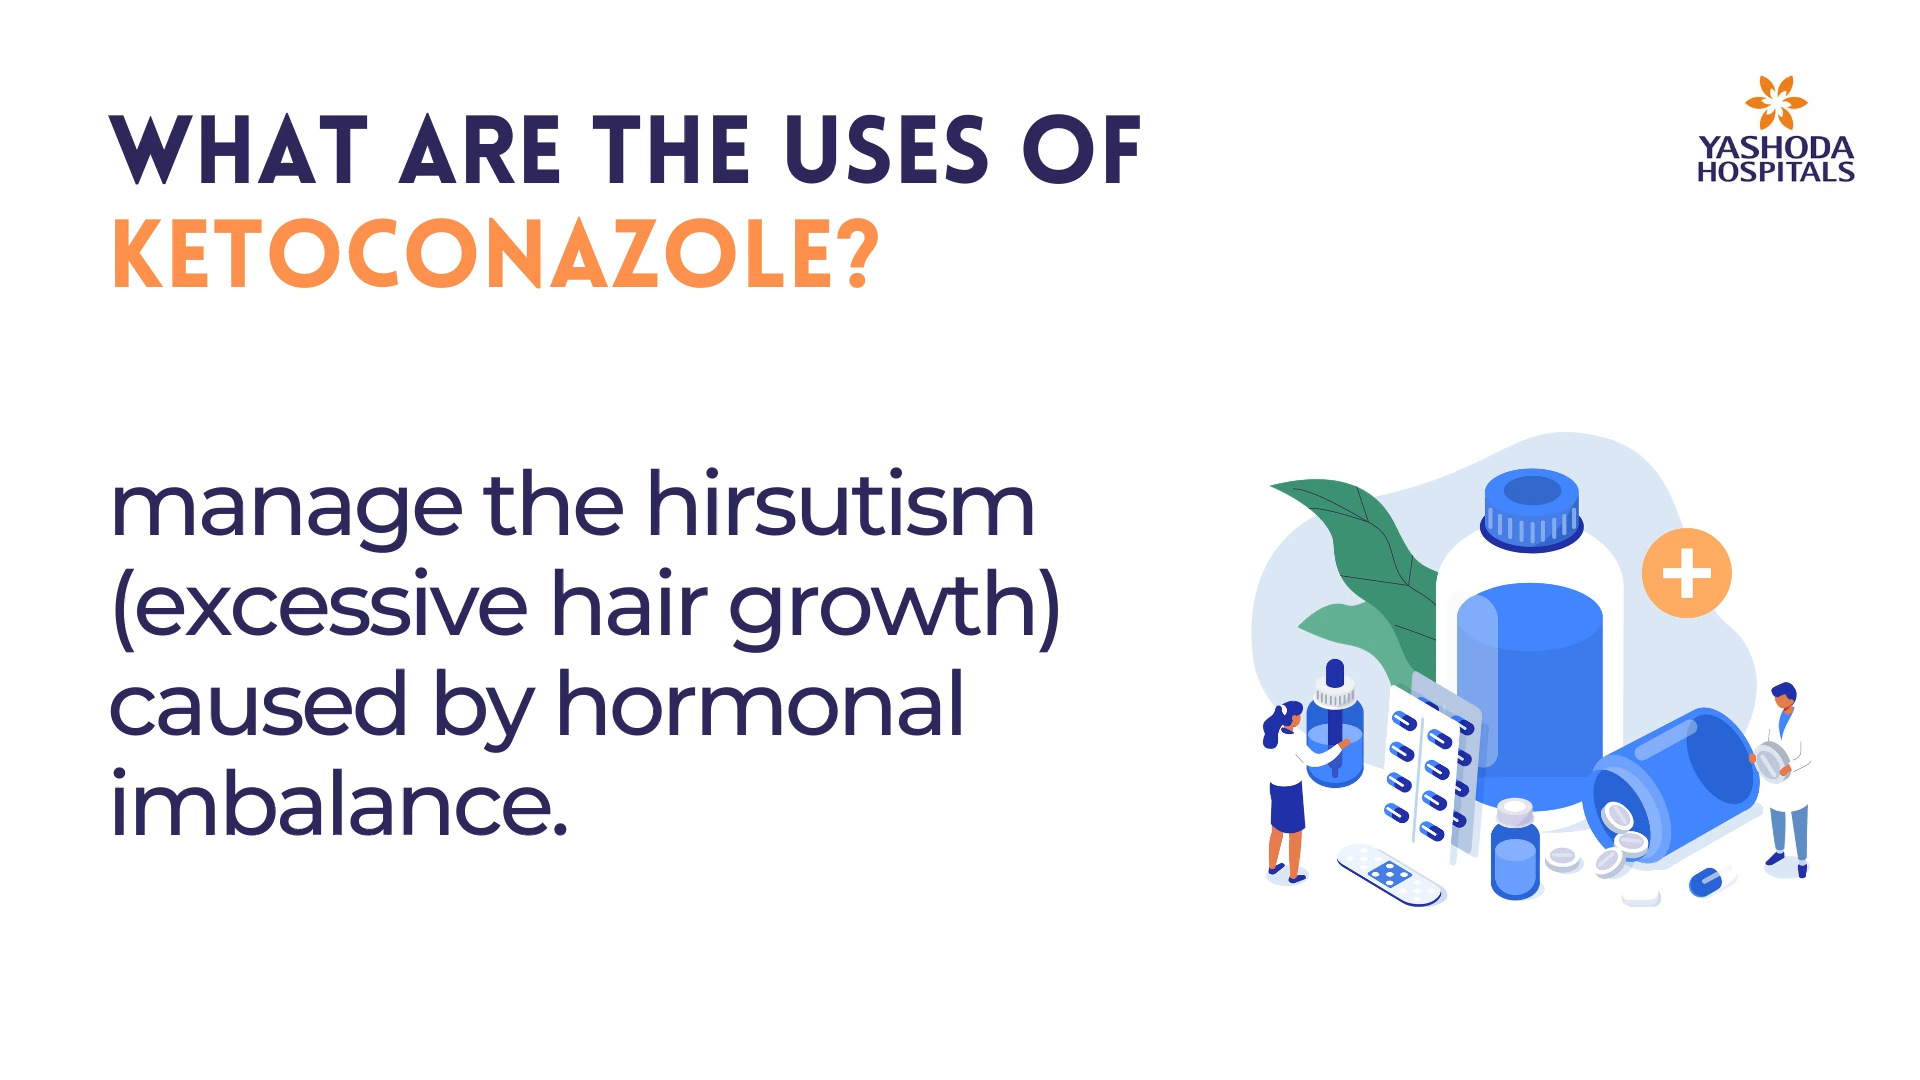 WHAT ARE THE USES OF
KETOCONAZOLE?
YASHODA
HOSPITALS
manage the hirsutism
(excessive hair growth)
caused by hormonal
imbalance.